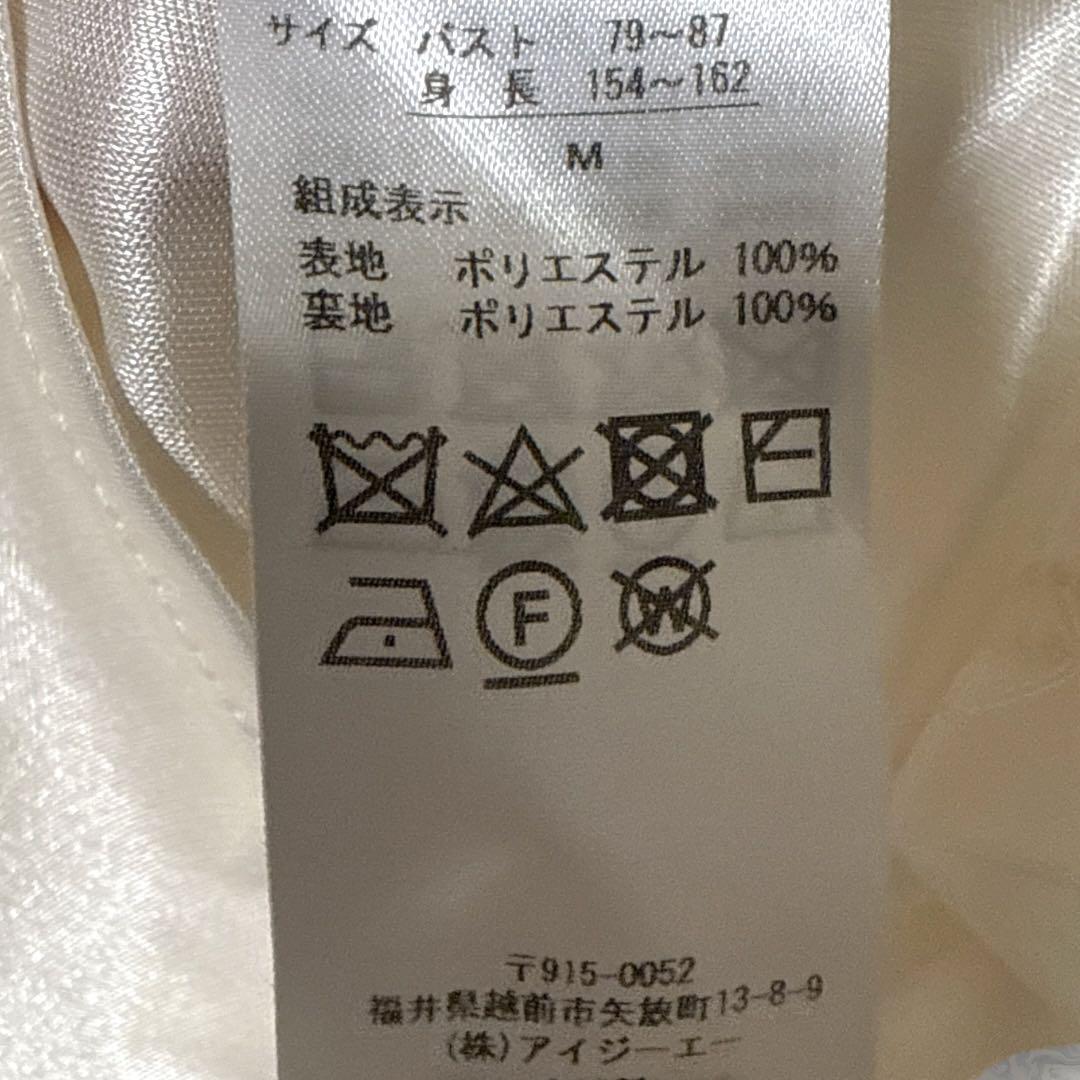 サイズ バスト 79～87
身 長 154～162
M
組成表示
表地 ポリエステル 100%
裏地 ポリエステル 100%
F
W
〒915-0052
福井県越前市矢放町13-8-9
(株)アイジーエー